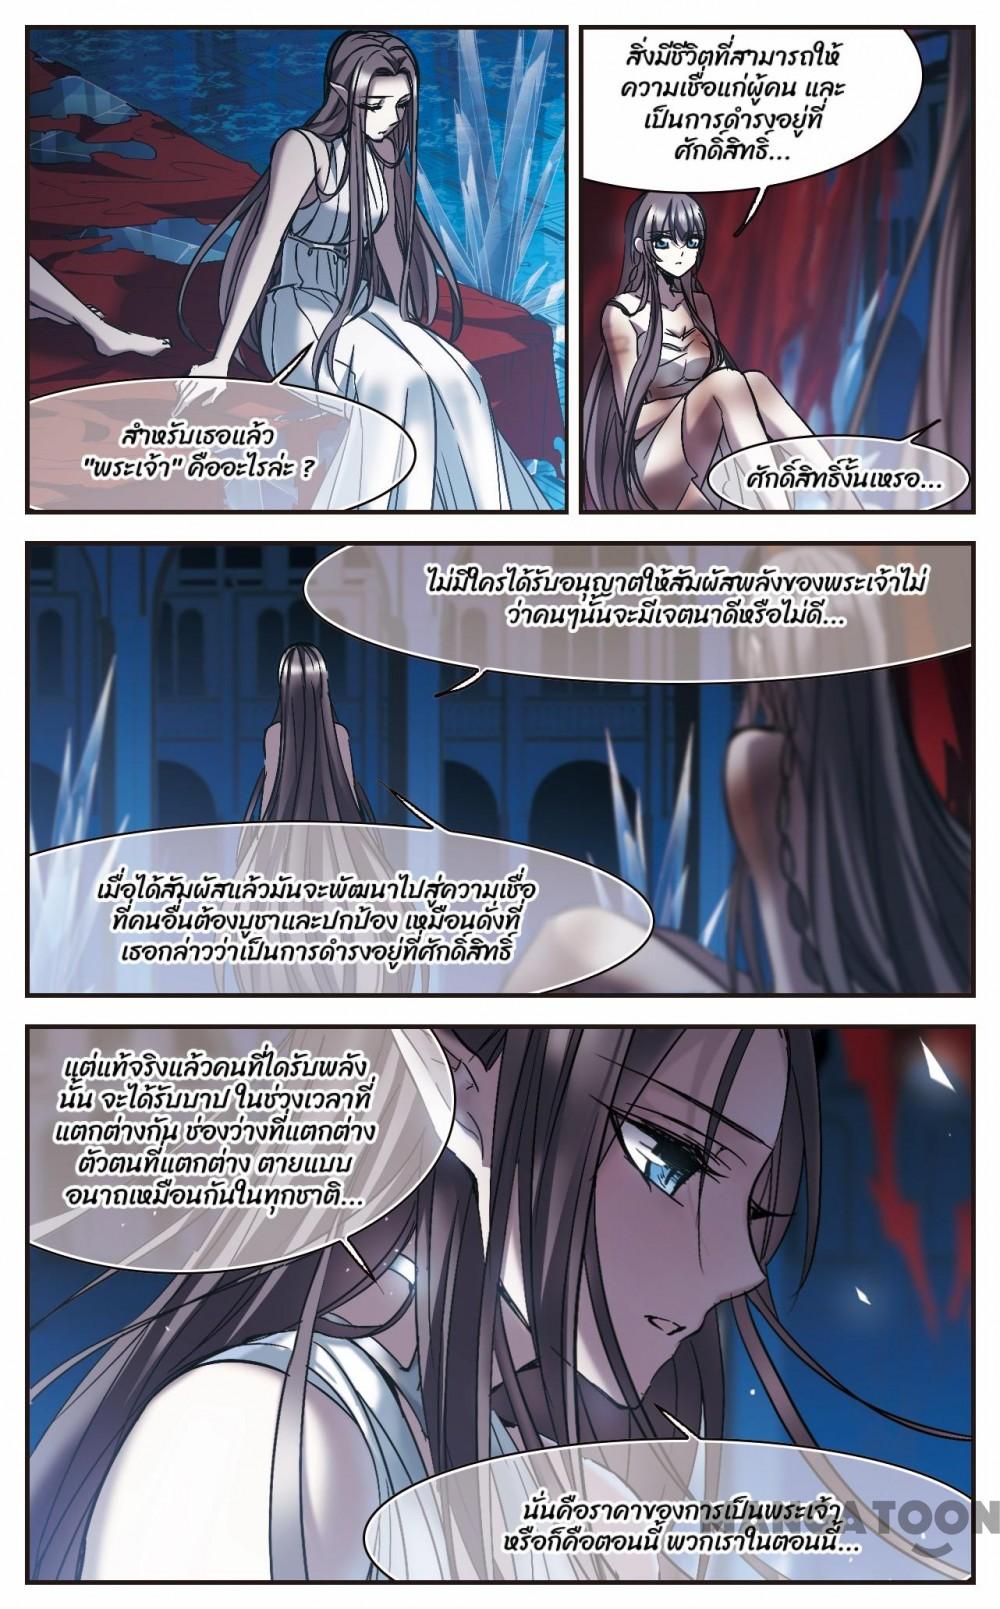 สำหรับเธอแล้ว
"พระเจ้า" คืออะไรล่ะ ?
สิ่งมีชีวิตที่สามารถให้
ความเชื่อแก่ผู้คน และ
เป็นการดำรงอยู่ที่
ศักดิ์สิทธิ์...
ศักดิ์สิทธิ์งั้นเหรอ...
ไม่มีใครได้รับอนุญาตให้สัมผัสพลังของพระเจ้าไม่
ว่าคนๆนั้นจะมีเจตนาดีหรือไม่ดี...
เมื่อได้สัมผัสแล้วมันจะพัฒนาไปสู่ความเชื่อ
ที่คนอื่นต้องบูชาและปกป้อง เหมือนดั่งที่
เธอกล่าวว่าเป็นการดำรงอยู่ที่ศักดิ์สิทธิ์
แต่แท้จริงแล้วคนที่ได้รับพลัง
นั้น จะได้รับบาป ในช่วงเวลาที่
แตกต่างกัน ช่องว่างที่แตกต่าง
ตัวตนที่แตกต่าง ตายแบบ
อนาถเหมือนกันในทุกชาติ...
นั่นคือราคาของการเป็นพระเจ้า
หรือก็คือตอนนี้ พวกเราในตอนนี้...
MANGATOON